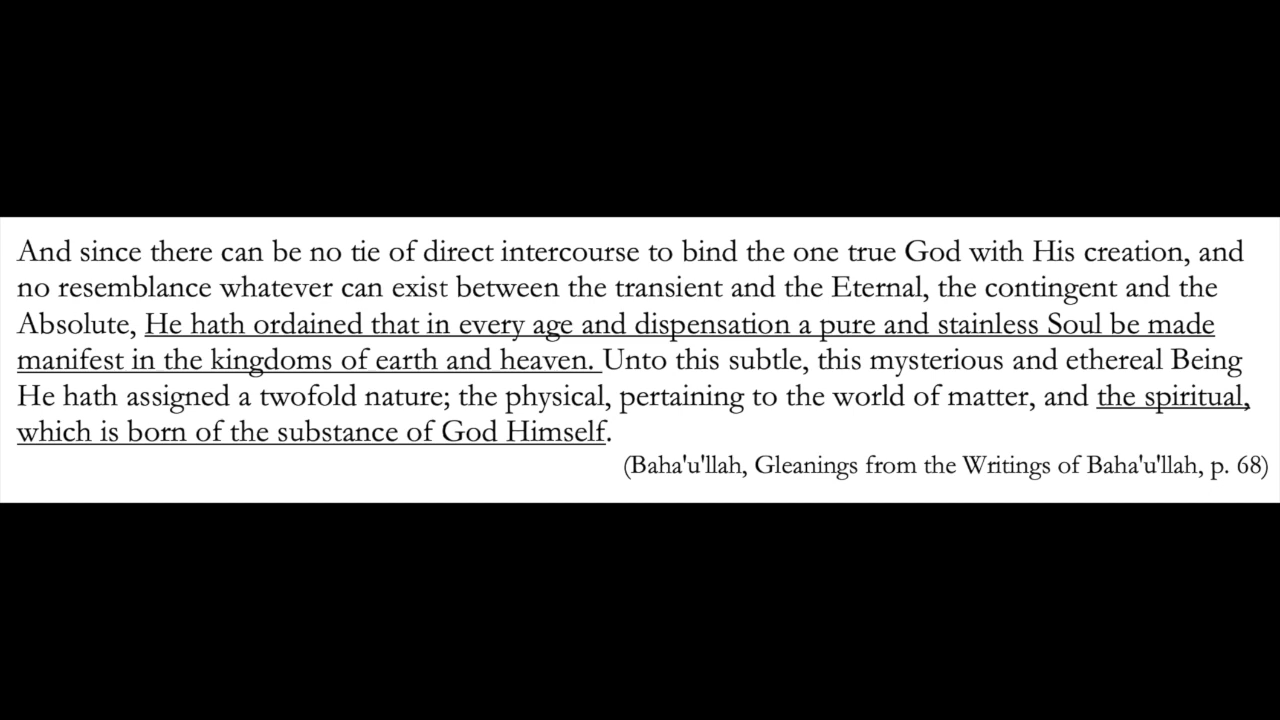 And since there can be no tie of direct intercourse to bind the one true God with His creation, and
no resemblance whatever can exist between the transient and the Eternal, the contingent and the
Absolute, He hath ordained that in every age and dispensation a pure and stainless Soul be made
manifest in the kingdoms of earth and heaven. Unto this subtle, this mysterious and ethereal Being
He hath assigned a twofold nature; the physical, pertaining to the world of matter, and the spiritual,
which is born of the substance of God Himself.
(Baha'u'llah, Gleanings from the Writings of Baha'u'llah, p. 68)